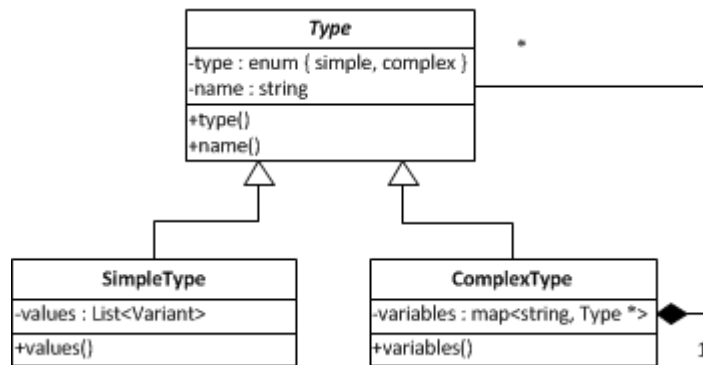 Type
*
-type : enum { simple, complex }
-name : string
+type()
+name()
SimpleType
-values : List<Variant>
+values()
ComplexType
-variables : map<string, Type *>
+variables()
1